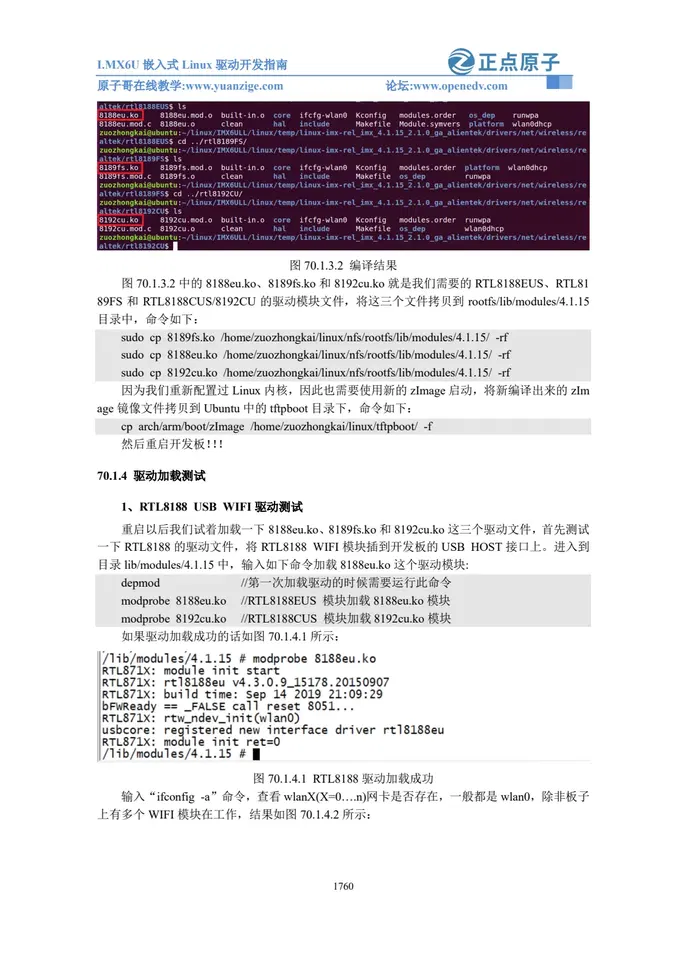 I.MX6U 嵌入式 Linux 驱动开发指南
正点原子
原子哥在线教学:www.yuanzige.com 论坛:www.openedv.com
altek/rtl8188EUS$ ls
8188eu.ko 8188eu.mod.o built-in.o core ifcfg-wlan0 Kconfig modules.order os_dep runwpa
8188eu.mod.c 8188eu.o clean hal include Makefile Module.symvers platform wlan0dhcp
zuozhongkai@ubuntu:~/linux/IMX6ULL/linux/temp/linux-imx-rel_imx_4.1.15_2.1.0_ga_alientek/drivers/net/wireless/re
altek/rtl8188EUS$ cd ../rtl8189FS/
zuozhongkai@ubuntu:~/linux/IMX6ULL/linux/temp/linux-imx-rel_imx_4.1.15_2.1.0_ga_alientek/drivers/net/wireless/re
altek/rtl8189FS$ ls
8189fs.ko 8189fs.mod.o built-in.o core ifcfg-wlan0 Kconfig modules.order platform wlan0dhcp
8189fs.mod.c 8189fs.o clean hal include Makefile os_dep runwpa
zuozhongkai@ubuntu:~/linux/IMX6ULL/linux/temp/linux-imx-rel_imx_4.1.15_2.1.0_ga_alientek/drivers/net/wireless/re
altek/rtl8189FS$ cd ../rtl8192CU/
zuozhongkai@ubuntu:~/linux/IMX6ULL/linux/temp/linux-imx-rel_imx_4.1.15_2.1.0_ga_alientek/drivers/net/wireless/re
altek/rtl8192CU$ ls
8192cu.ko 8192cu.mod.o built-in.o core ifcfg-wlan0 Kconfig modules.order runwpa
8192cu.mod.c 8192cu.o clean hal include Makefile os_dep wlan0dhcp
zuozhongkai@ubuntu:~/linux/IMX6ULL/linux/temp/linux-imx-rel_imx_4.1.15_2.1.0_ga_alientek/drivers/net/wireless/re
altek/rtl8192CU$
图 70.1.3.2 编译结果
图 70.1.3.2 中的 8188eu.ko、8189fs.ko 和 8192cu.ko 就是我们需要的 RTL8188EUS、RTL81
89FS 和 RTL8188CUS/8192CU 的驱动模块文件，将这三个文件拷贝到 rootfs/lib/modules/4.1.15
目录中，命令如下：
sudo cp 8189fs.ko /home/zuozhongkai/linux/nfs/rootfs/lib/modules/4.1.15/ -rf
sudo cp 8188eu.ko /home/zuozhongkai/linux/nfs/rootfs/lib/modules/4.1.15/ -rf
sudo cp 8192cu.ko /home/zuozhongkai/linux/nfs/rootfs/lib/modules/4.1.15/ -rf
因为我们重新配置过 Linux 内核，因此也需要使用新的 zImage 启动，将新编译出来的 zIm
age 镜像文件拷贝到 Ubuntu 中的 tftpboot 目录下，命令如下：
cp arch/arm/boot/zImage /home/zuozhongkai/linux/tftpboot/ -f
然后重启开发板！！！
70.1.4 驱动加载测试
1、RTL8188 USB WIFI 驱动测试
重启以后我们试着加载一下 8188eu.ko、8189fs.ko 和 8192cu.ko 这三个驱动文件，首先测试
一下 RTL8188 的驱动文件，将 RTL8188 WIFI 模块插到开发板的 USB HOST 接口上。进入到
目录 lib/modules/4.1.15 中，输入如下命令加载 8188eu.ko 这个驱动模块:
depmod //第一次加载驱动的时候需要运行此命令
modprobe 8188eu.ko //RTL8188EUS 模块加载 8188eu.ko 模块
modprobe 8192cu.ko //RTL8188CUS 模块加载 8192cu.ko 模块
如果驱动加载成功的话如图 70.1.4.1 所示：
/lib/modules/4.1.15 # modprobe 8188eu.ko
RTL871X: module init start
RTL871X: rtl8188eu v4.3.0.9_15178.20150907
RTL871X: build time: Sep 14 2019 21:09:29
bFWReady == _FALSE call reset 8051...
RTL871X: rtw_ndev_init(wlan0)
usbcore: registered new interface driver rtl8188eu
RTL871X: module init ret=0
/lib/modules/4.1.15 #
图 70.1.4.1 RTL8188 驱动加载成功
输入“ifconfig -a”命令，查看 wlanX(X=0….n)网卡是否存在，一般都是 wlan0，除非板子
上有多个 WIFI 模块在工作，结果如图 70.1.4.2 所示：
1760